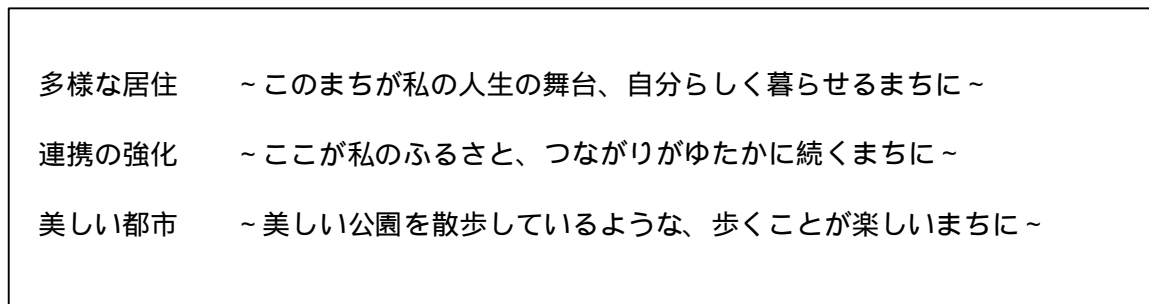 多様な居住　　～このまちが私の人生の舞台、自分らしく暮らせるまちに～
連携の強化　　～ここが私のふるさと、つながりがゆたかに続くまちに～
美しい都市　　～美しい公園を散歩しているような、歩くことが楽しいまちに～